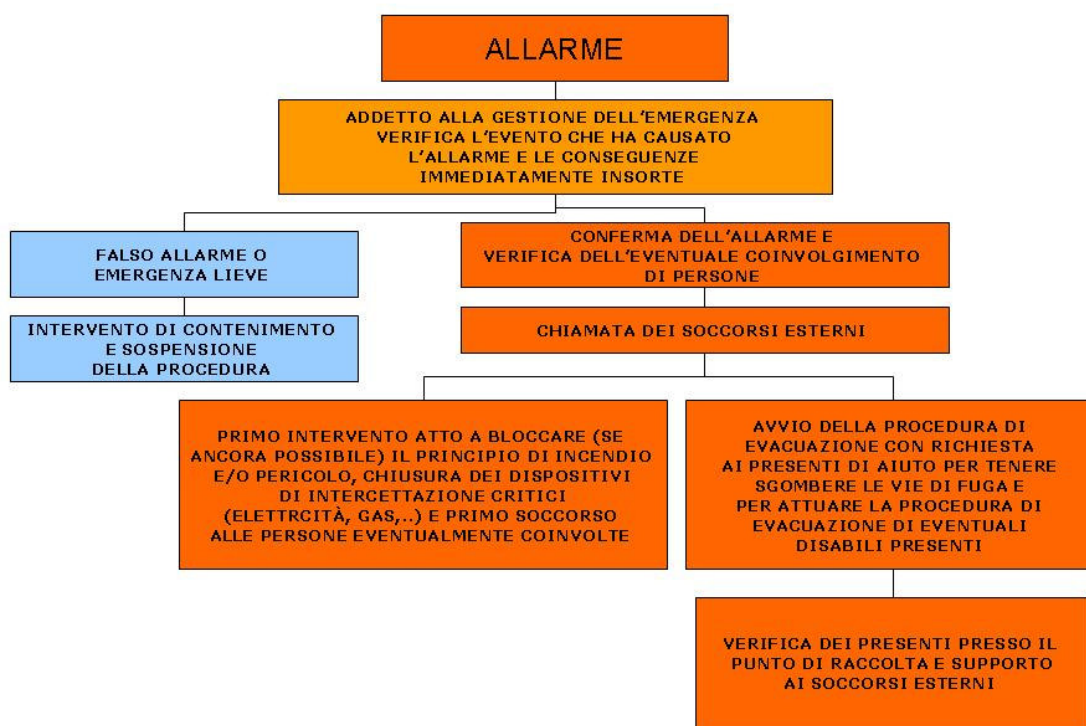 ALLARME
ADDETTO ALLA GESTIONE DELL'EMERGENZA
VERIFICA L'EVENTO CHE HA CAUSATO
L'ALLARME E LE CONSEGUENZE
IMMEDIATAMENTE INSORTE
FALSO ALLARME O
EMERGENZA LIEVE
CONFERMA DELL'ALLARME E
VERIFICA DELL'EVENTUALE COINVOLGIMENTO
DI PERSONE
INTERVENTO DI CONTENIMENTO
E SOSPENSIONE
DELLA PROCEDURA
CHIAMATA DEI SOCCORSI ESTERNI
PRIMO INTERVENTO ATTO A BLOCCARE (SE
ANCORA POSSIBILE) IL PRINCIPIO DI INCENDIO
E/O PERICOLO, CHIUSURA DEI DISPOSITIVI
DI INTERCETTAZIONE CRITICI
(ELETTRCITÀ, GAS,..) E PRIMO SOCCORSO
ALLE PERSONE EVENTUALMENTE COINVOLTE
AVVIO DELLA PROCEDURA DI
EVACUAZIONE CON RICHIESTA
AI PRESENTI DI AIUTO PER TENERE
SGOMBERE LE VIE DI FUGA E
PER ATTUARE LA PROCEDURA DI
EVACUAZIONE DI EVENTUALI
DISABILI PRESENTI
VERIFICA DEI PRESENTI PRESSO IL
PUNTO DI RACCOLTA E SUPPORTO
AI SOCCORSI ESTERNI